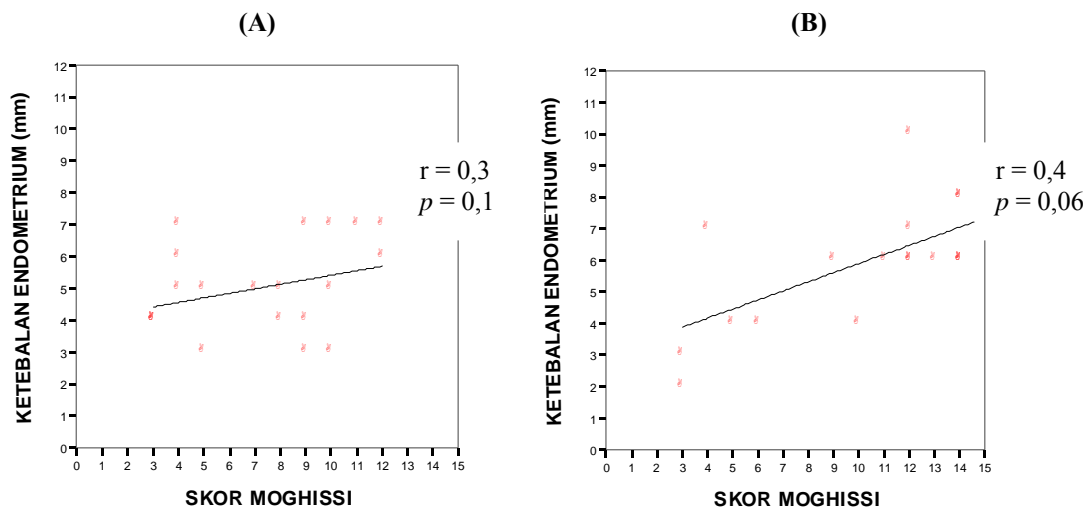 (A)
KETEBALAN ENDOMETRIUM (mm)
12
11
10
9
8
7
6
5
4
3
2
1
0
0 1 2 3 4 5 6 7 8 9 10 11 12 13 14 15
SKOR MOGHISSI
r = 0,3
p = 0,1
(B)
KETEBALAN ENDOMETRIUM (mm)
12
11
10
9
8
7
6
5
4
3
2
1
0
0 1 2 3 4 5 6 7 8 9 10 11 12 13 14 15
SKOR MOGHISSI
r = 0,4
p = 0,06